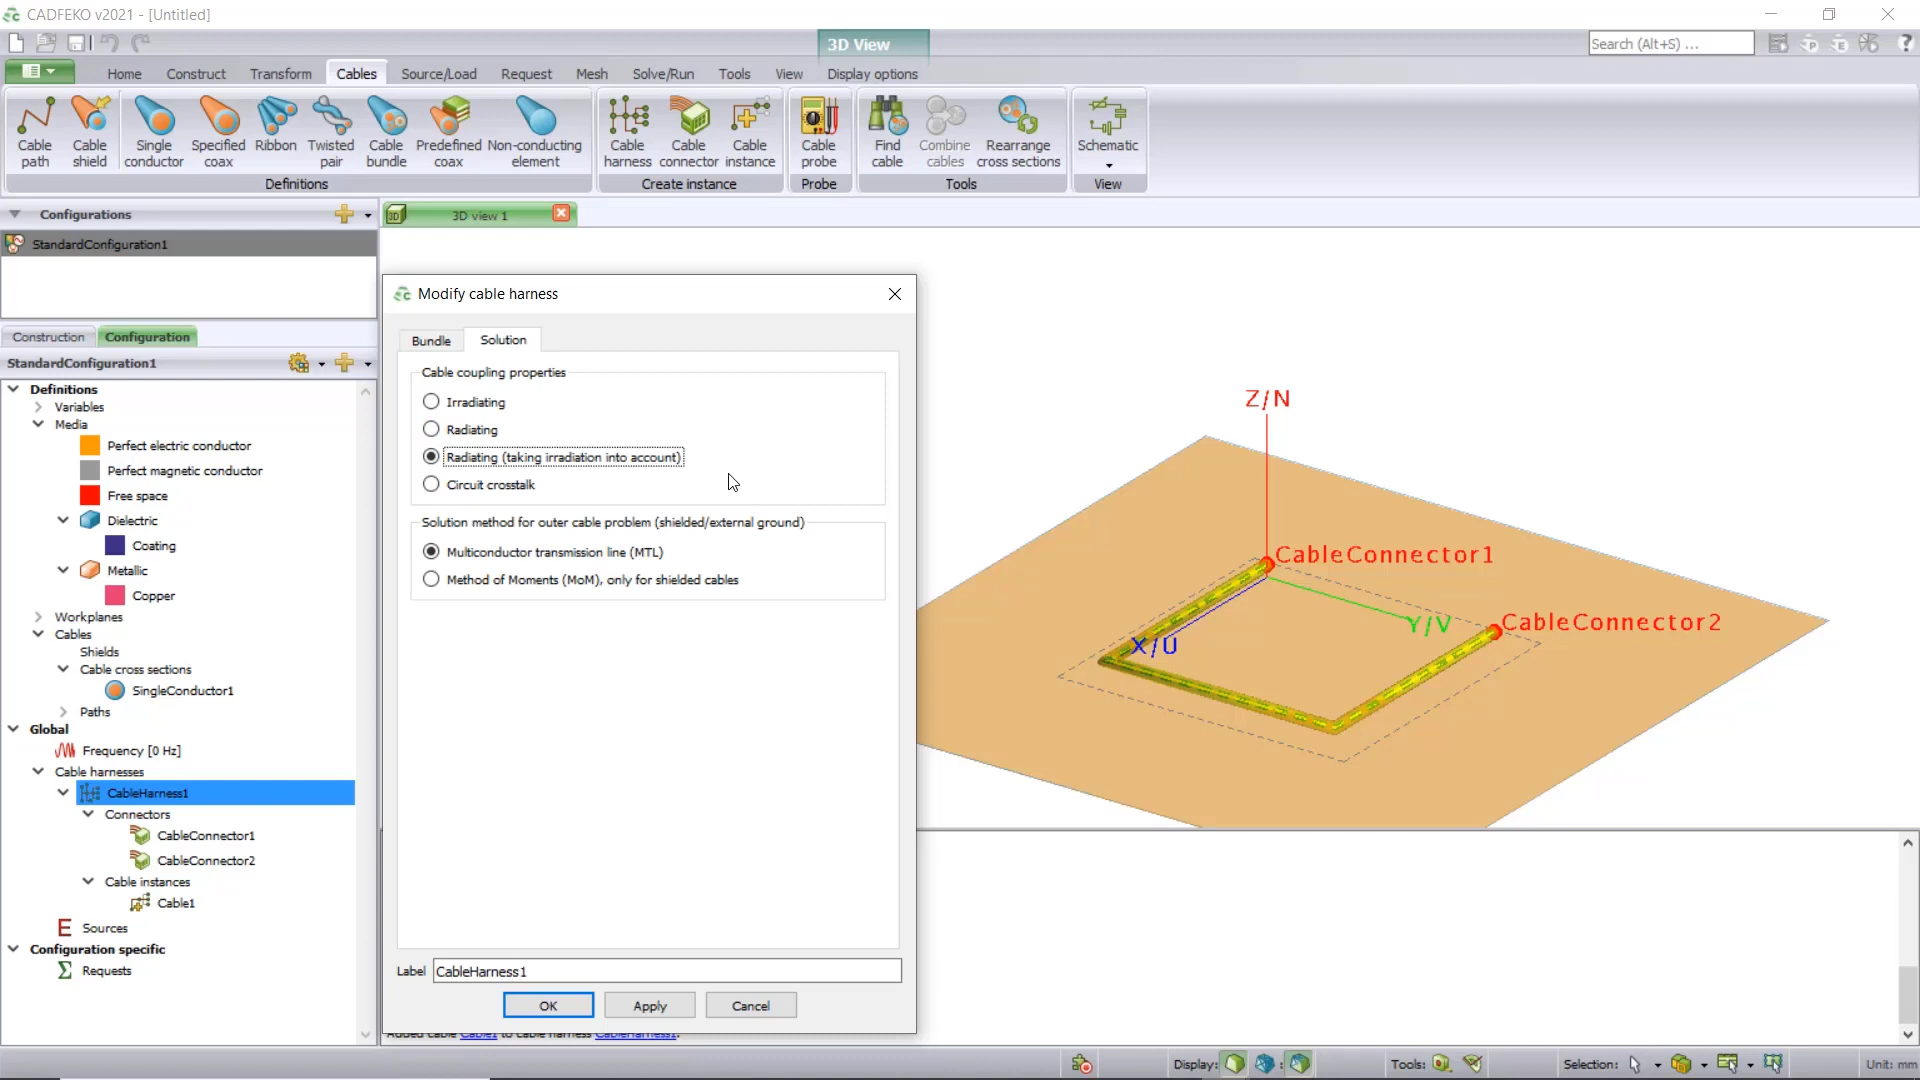 CADFEKO v2021 - [Untitled]
3D View
Search (Alt+S) ...
Home Construct Transform Cables Source/Load Request Mesh Solve/Run Tools View Display options
Cable path
Cable shield
Single conductor
Specified coax
Ribbon
Twisted pair
Cable bundle
Predefined coax
Non-conducting element
Cable harness
Cable connector
Cable instance
Cable probe
Find cable
Combine cables
Rearrange cross sections
Schematic
Definitions Create instance Probe Tools View
Configurations
3D view 1
StandardConfiguration1
Construction Configuration
StandardConfiguration1
Definitions
Variables
Media
Perfect electric conductor
Perfect magnetic conductor
Free space
Dielectric
Coating
Metallic
Copper
Workplanes
Cables
Shields
Cable cross sections
SingleConductor1
Paths
Global
Frequency [0 Hz]
Cable harnesses
CableHarness1
Connectors
CableConnector1
CableConnector2
Cable instances
Cable1
Sources
Configuration specific
Requests
Modify cable harness
Bundle Solution
Cable coupling properties
Irradiating
Radiating
Radiating (taking irradiation into account)
Circuit crosstalk
Solution method for outer cable problem (shielded/external ground)
Multiconductor transmission line (MTL)
Method of Moments (MoM), only for shielded cables
Label CableHarness1
OK Apply Cancel
Added cable Cable1 to cable harness CableHarness1.
Z/N
CableConnector1
Y/V
CableConnector2
X/U
Display: Tools: Selection: Unit: mm